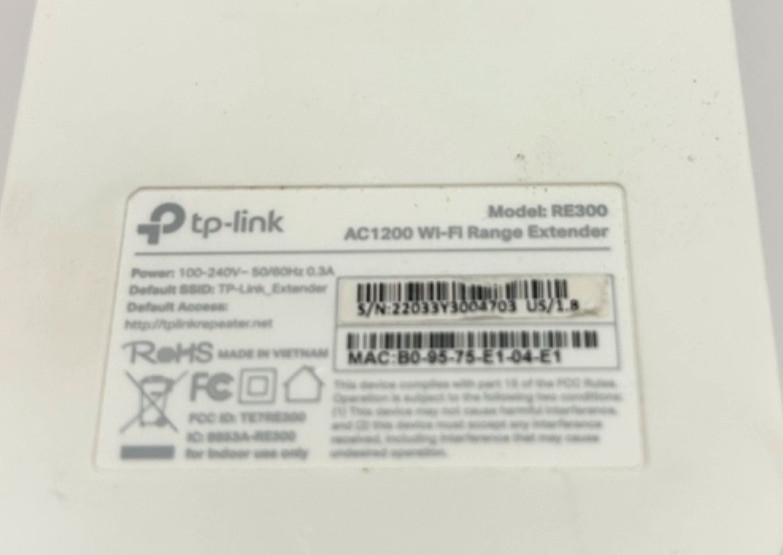 tp-link
Model: RE300
AC1200 Wi-Fi Range Extender
Power: 100-240V~ 50/60Hz 0.3A
Default SSID: TP-Link_Extender
Default Access:
http://tplinkrepeater.net
S/N:22033Y3004703 US/1.8
MAC:B0-95-75-E1-04-E1
RoHS MADE IN VIETNAM
FC
FCC ID: TE7RE300
IC: 8853A-RE300
for indoor use only
This device complies with part 15 of the FCC Rules.
Operation is subject to the following two conditions:
(1) This device may not cause harmful interference,
and (2) this device must accept any interference
received, including interference that may cause
undesired operation.